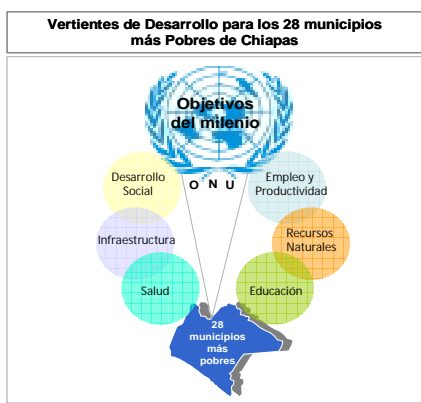 Vertientes de Desarrollo para los 28 municipios
más Pobres de Chiapas
Objetivos
del milenio
O N U
Desarrollo
Social
Empleo y
Productividad
Infraestructura
Recursos
Naturales
Salud
Educación
28
municipios
más
pobres